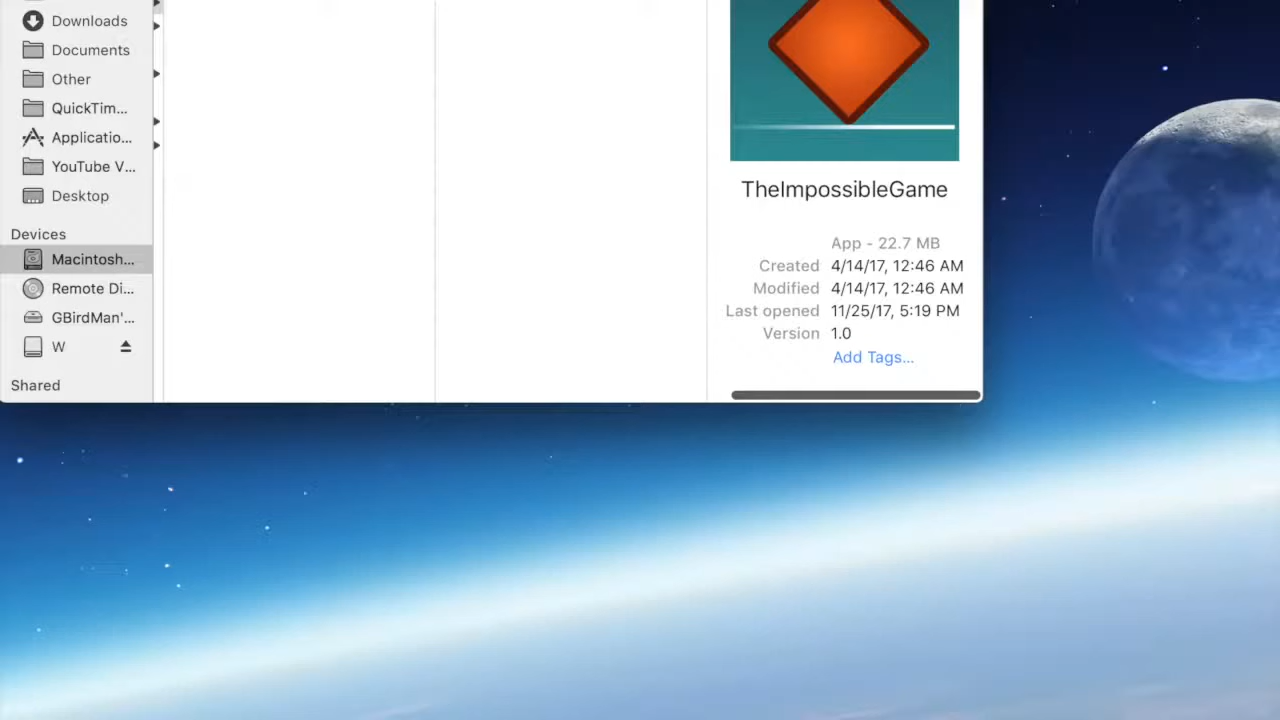 Downloads
Documents
Other
QuickTim...
Applicatio...
YouTube V...
Desktop
Devices
Macintosh...
Remote Di...
GBirdMan'...
W
Shared
TheImpossibleGame
App - 22.7 MB
Created 4/14/17, 12:46 AM
Modified 4/14/17, 12:46 AM
Last opened 11/25/17, 5:19 PM
Version 1.0
Add Tags...